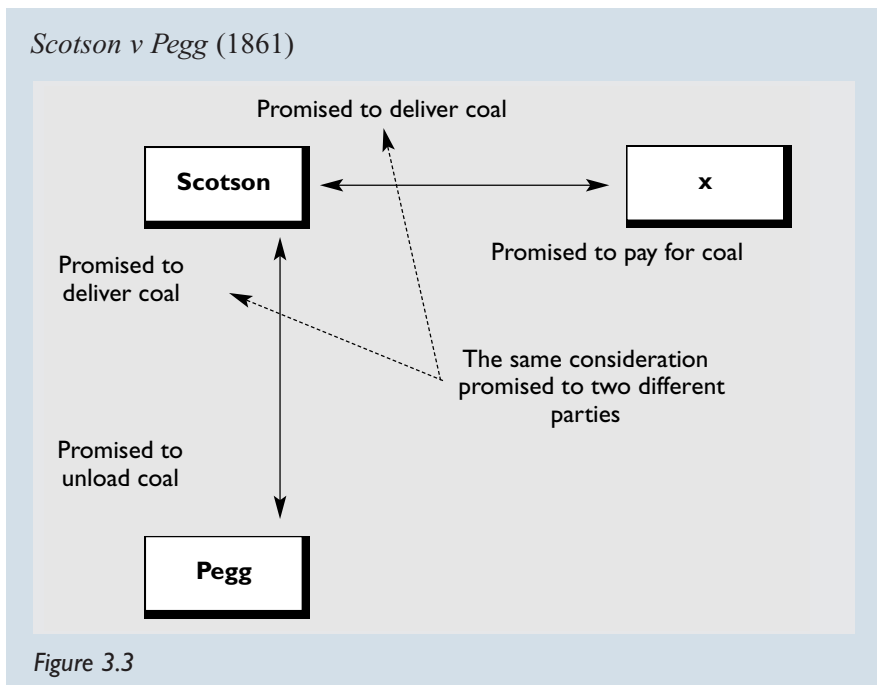 Scotson v Pegg (1861)
Promised to deliver coal
Scotson
x
Promised to
deliver coal
Promised to pay for coal
The same consideration
promised to two different
parties
Promised to
unload coal
Pegg
Figure 3.3